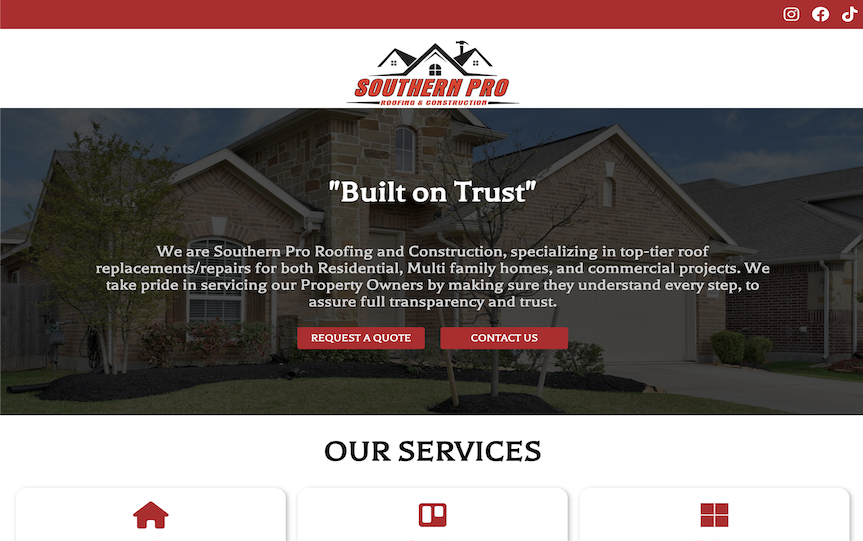 SOUTHERN PRO
ROOFING & CONSTRUCTION
"Built on Trust"
We are Southern Pro Roofing and Construction, specializing in top-tier roof
replacements/repairs for both Residential, Multi family homes, and commercial projects. We
take pride in servicing our Property Owners by making sure they understand every step, to
assure full transparency and trust.
REQUEST A QUOTE
CONTACT US
OUR SERVICES